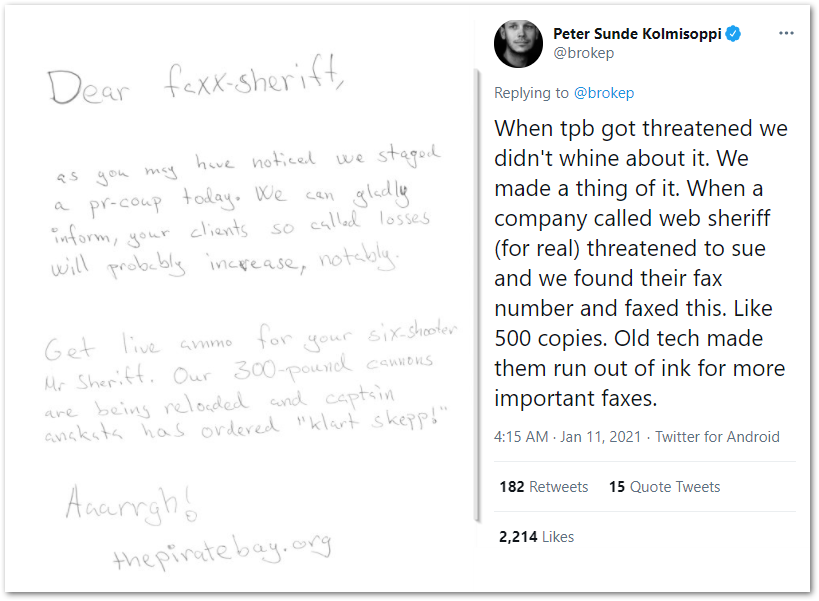 Dear faxx-sheriff,
as you may have noticed we staged
a pr-coup today. We can gladly
inform, your clients so called losses
will probably increase, notably.
Get live ammo for your six-shooter
Mr Sheriff. Our 300-pound cannons
are being reloaded and captain
anakata has ordered "klart skepp!"
Aaarrgh!
thepiratebay.org
Peter Sunde Kolmisoppi
@brokep
Replying to @brokep
When tpb got threatened we
didn't whine about it. We
made a thing of it. When a
company called web sheriff
(for real) threatened to sue
and we found their fax
number and faxed this. Like
500 copies. Old tech made
them run out of ink for more
important faxes.
4:15 AM · Jan 11, 2021 · Twitter for Android
182 Retweets 15 Quote Tweets
2,214 Likes